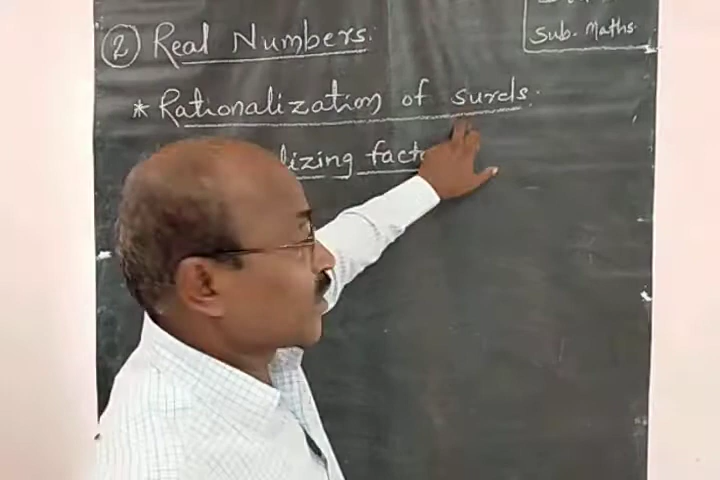 Sub. Maths
② Real Numbers.
* Rationalization of surds.
lizing fact